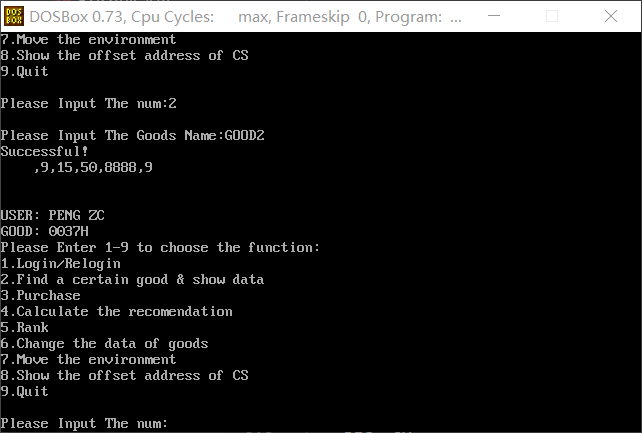 DOS
BOX
DOSBox 0.73, Cpu Cycles: max, Frameskip 0, Program: ...
7.Move the environment
8.Show the offset address of CS
9.Quit
Please Input The num:2
Please Input The Goods Name:GOOD2
Successful!
,9,15,50,8888,9
USER: PENG ZC
GOOD: 0037H
Please Enter 1-9 to choose the function:
1.Login/Relogin
2.Find a certain good & show data
3.Purchase
4.Calculate the recomendation
5.Rank
6.Change the data of goods
7.Move the environment
8.Show the offset address of CS
9.Quit
Please Input The num: